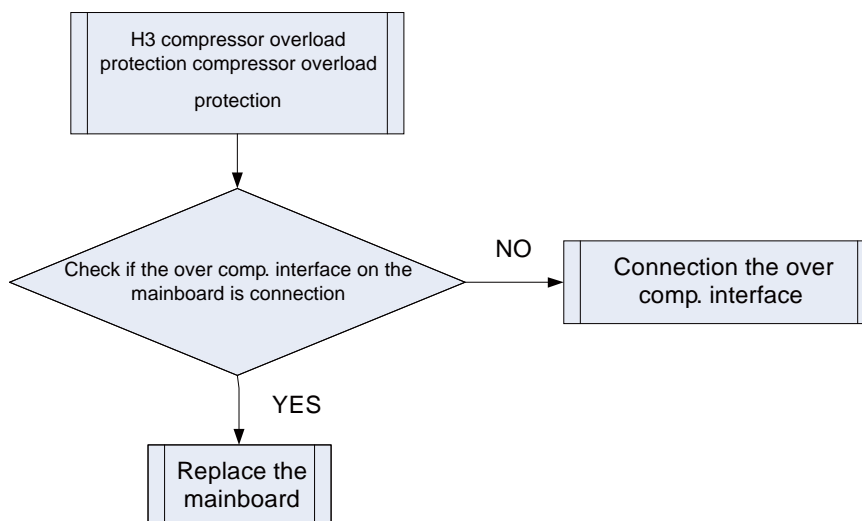 H3 compressor overload
protection compressor overload
protection
Check if the over comp. interface on the
mainboard is connection
NO
Connection the over
comp. interface
YES
Replace the
mainboard